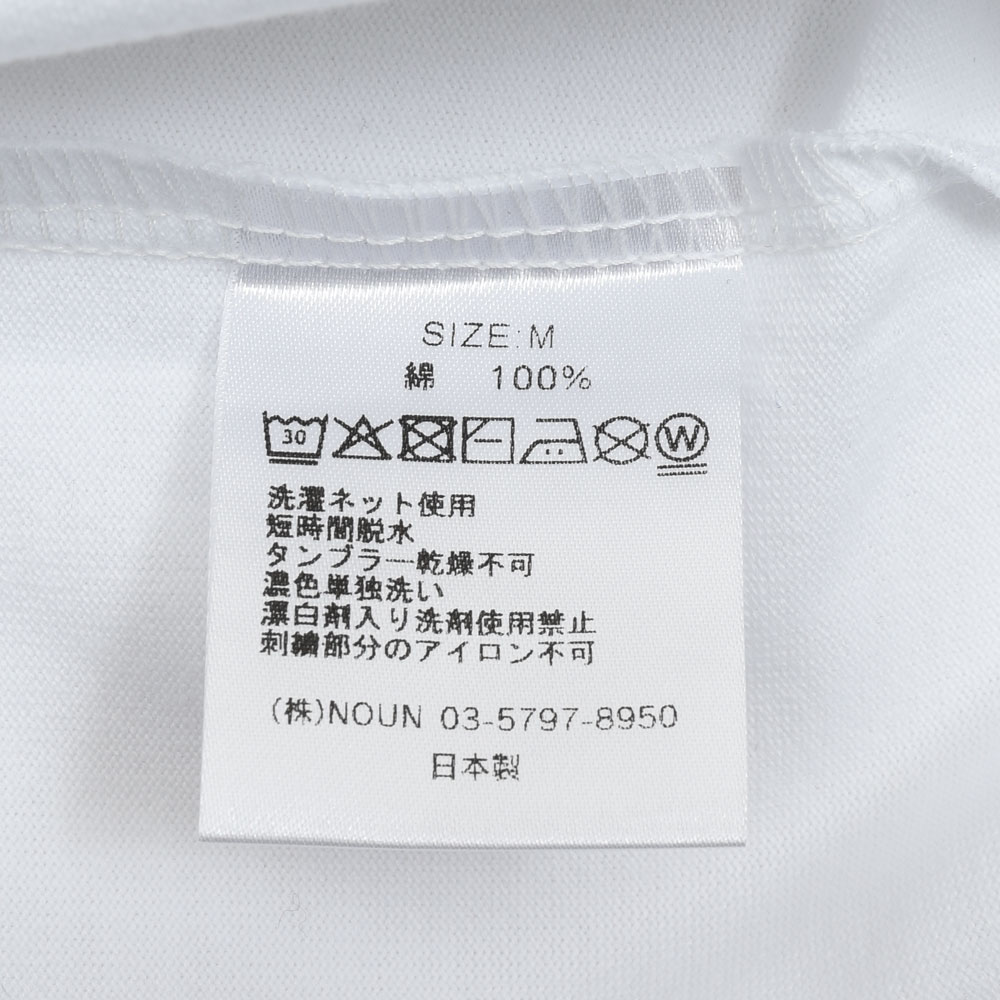 SIZE:M
綿 100%
30 W
洗濯ネット使用
短時間脱水
タンブラー乾燥不可
濃色単独洗い
漂白剤入り洗剤使用禁止
刺繍部分のアイロン不可
(株)NOUN 03-5797-8950
日本製